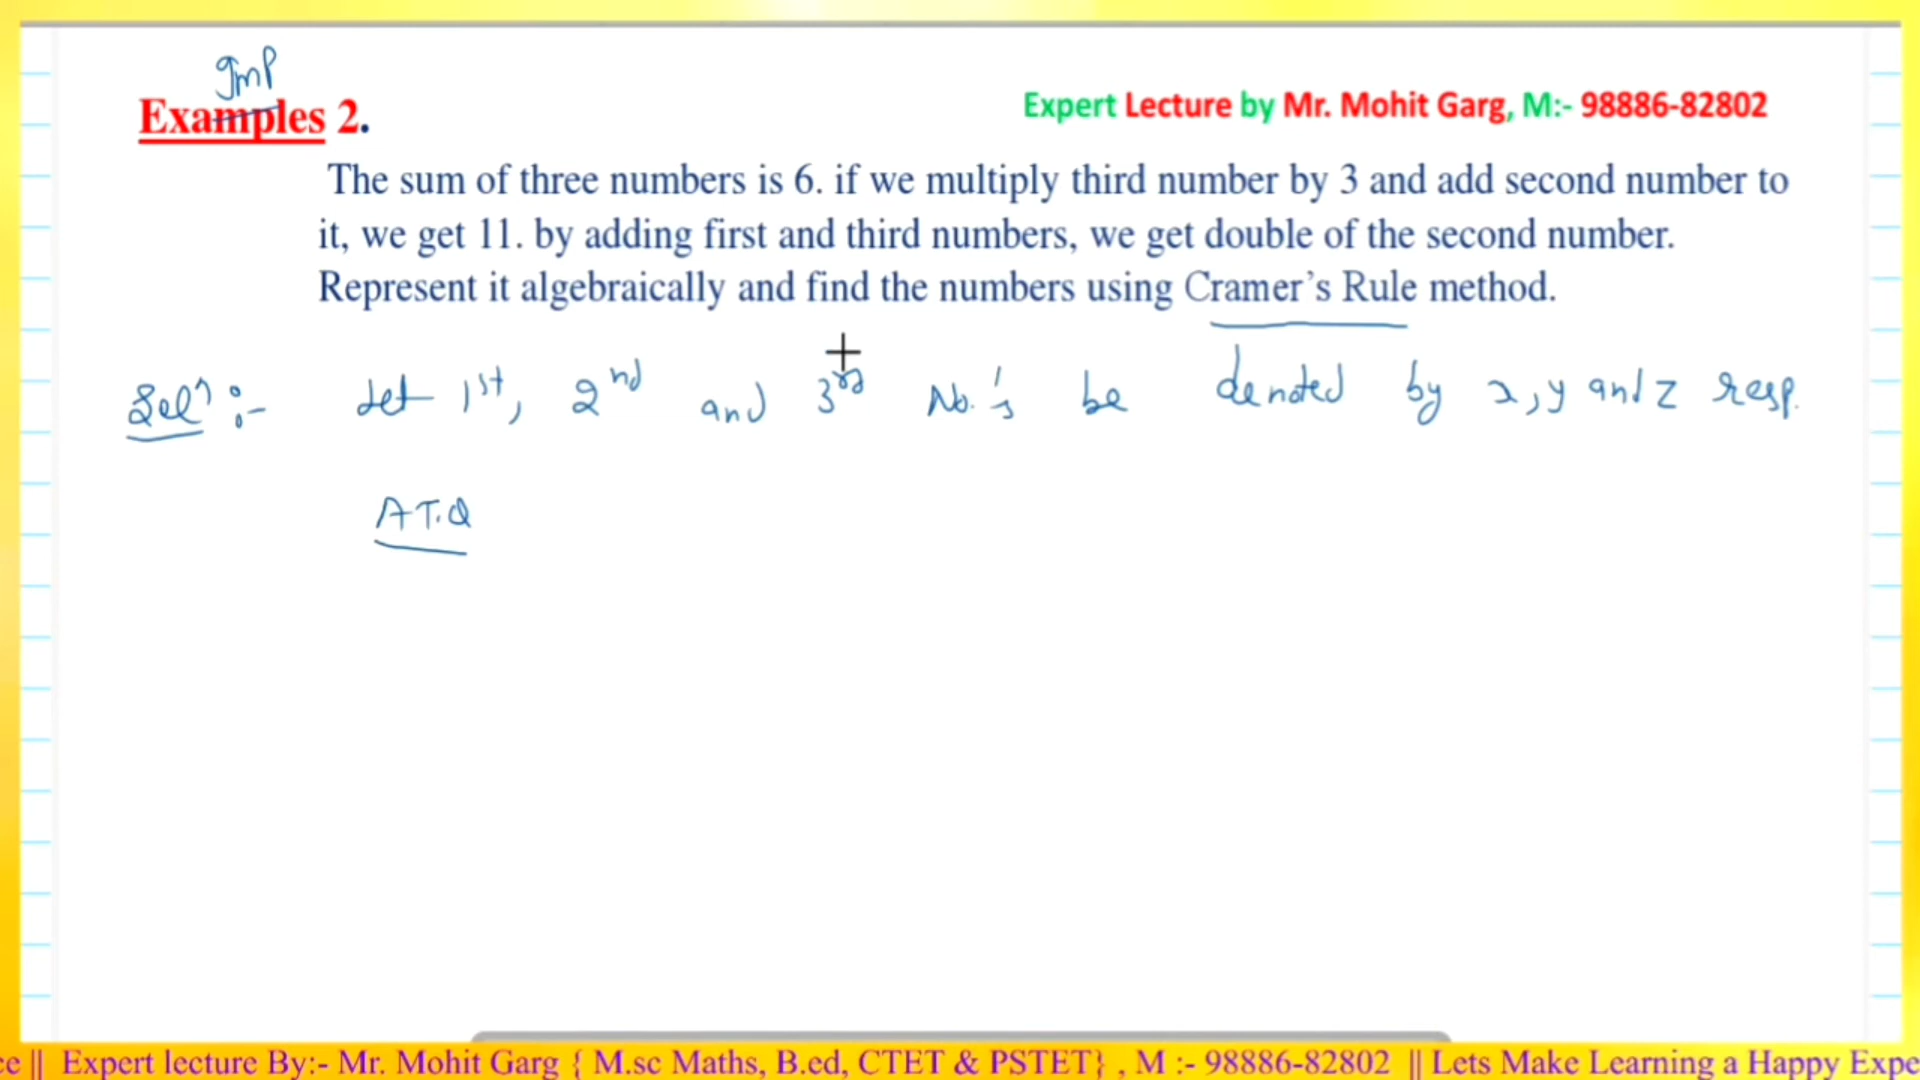 Imp
Examples 2.
Expert Lecture by Mr. Mohit Garg, M:- 98886-82802
The sum of three numbers is 6. if we multiply third number by 3 and add second number to
it, we get 11. by adding first and third numbers, we get double of the second number.
Represent it algebraically and find the numbers using Cramer’s Rule method.
Solⁿ :- Let 1st, 2nd and 3rd No.'s be denoted by x, y and z resp.
A T.Q
ce || Expert lecture By:- Mr. Mohit Garg { M.sc Maths, B.ed, CTET & PSTET} , M :- 98886-82802 || Lets Make Learning a Happy Expe